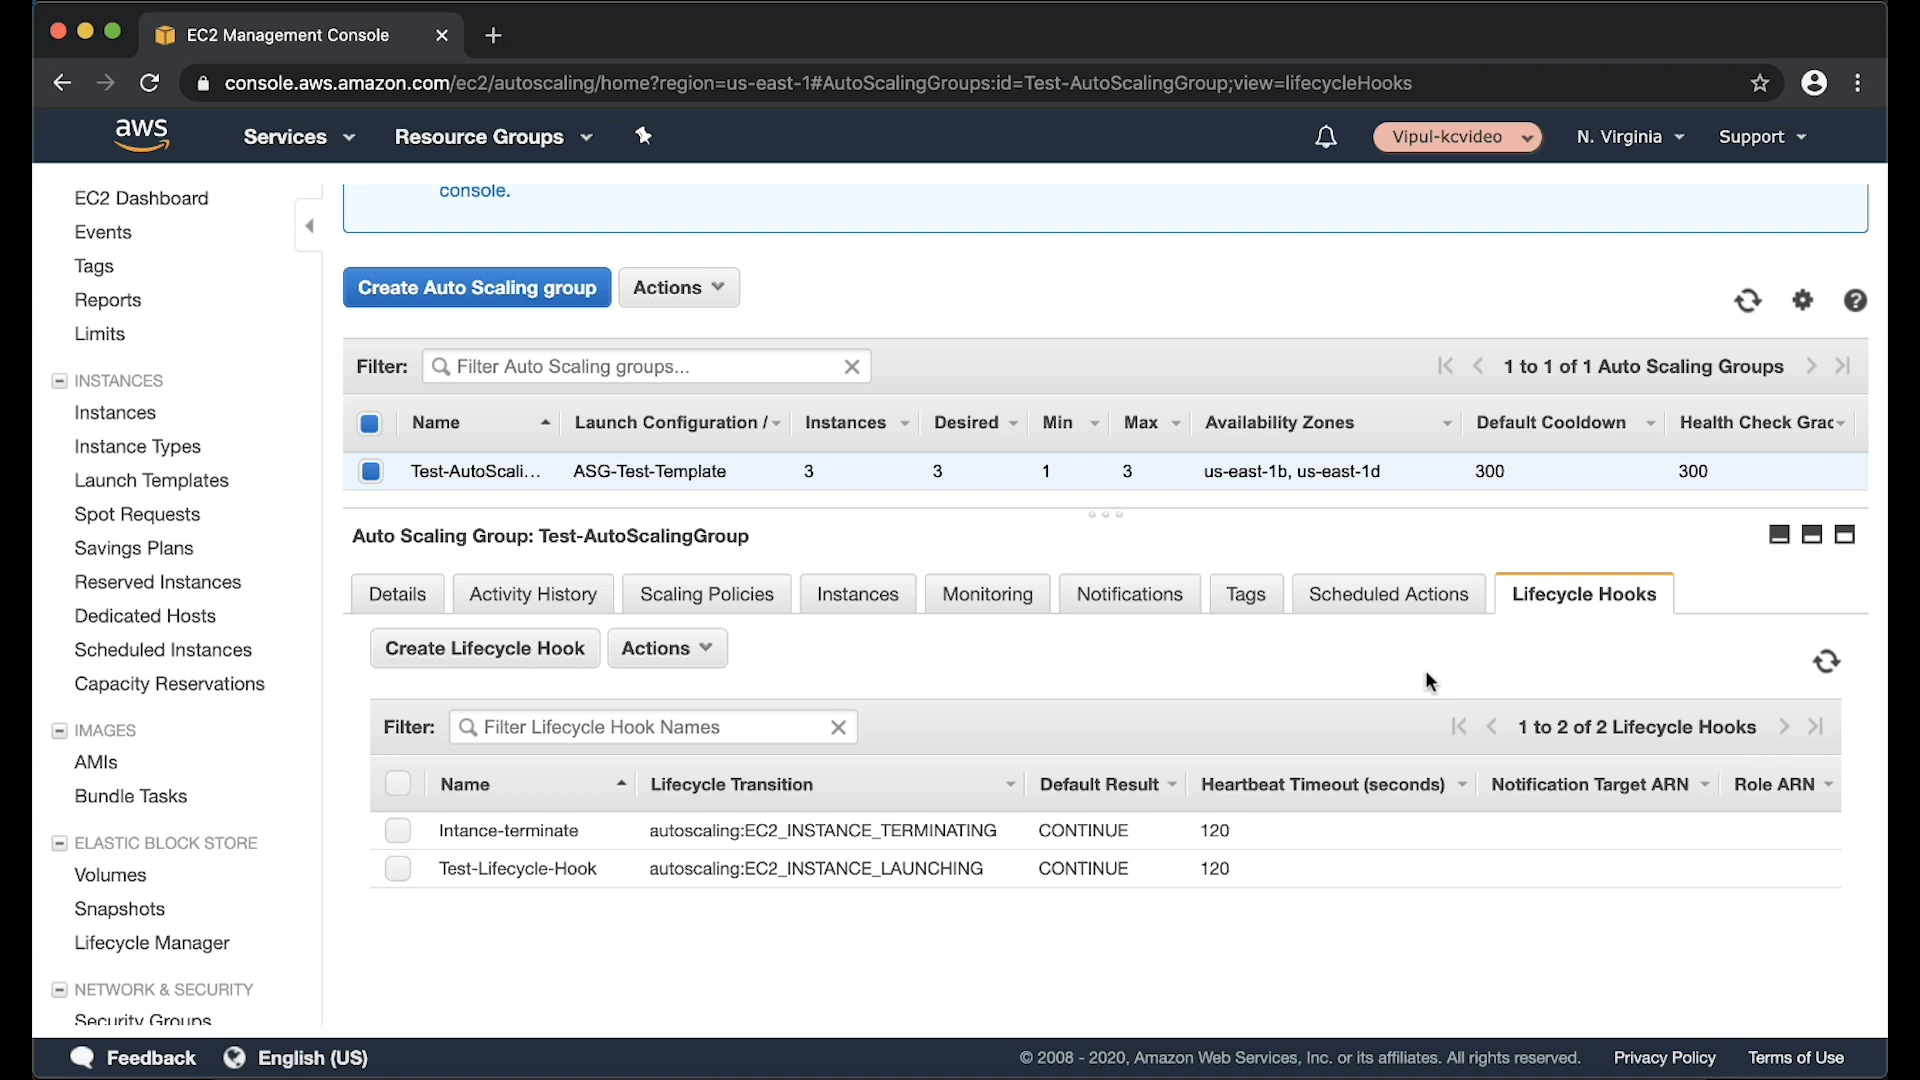 EC2 Management Console
console.aws.amazon.com/ec2/autoscaling/home?region=us-east-1#AutoScalingGroups:id=Test-AutoScalingGroup;view=lifecycleHooks
aws Services Resource Groups Vipul-kcvideo N. Virginia Support
EC2 Dashboard
Events
Tags
Reports
Limits
INSTANCES
Instances
Instance Types
Launch Templates
Spot Requests
Savings Plans
Reserved Instances
Dedicated Hosts
Scheduled Instances
Capacity Reservations
IMAGES
AMIs
Bundle Tasks
ELASTIC BLOCK STORE
Volumes
Snapshots
Lifecycle Manager
NETWORK & SECURITY
Security Groups
console.
Create Auto Scaling group Actions
Filter: Filter Auto Scaling groups... 1 to 1 of 1 Auto Scaling Groups
Name Launch Configuration / Instances Desired Min Max Availability Zones Default Cooldown Health Check Grac
Test-AutoScali... ASG-Test-Template 3 3 1 3 us-east-1b, us-east-1d 300 300
Auto Scaling Group: Test-AutoScalingGroup
Details Activity History Scaling Policies Instances Monitoring Notifications Tags Scheduled Actions Lifecycle Hooks
Create Lifecycle Hook Actions
Filter: Filter Lifecycle Hook Names 1 to 2 of 2 Lifecycle Hooks
Name Lifecycle Transition Default Result Heartbeat Timeout (seconds) Notification Target ARN Role ARN
Intance-terminate autoscaling:EC2_INSTANCE_TERMINATING CONTINUE 120
Test-Lifecycle-Hook autoscaling:EC2_INSTANCE_LAUNCHING CONTINUE 120
Feedback English (US) © 2008 - 2020, Amazon Web Services, Inc. or its affiliates. All rights reserved. Privacy Policy Terms of Use